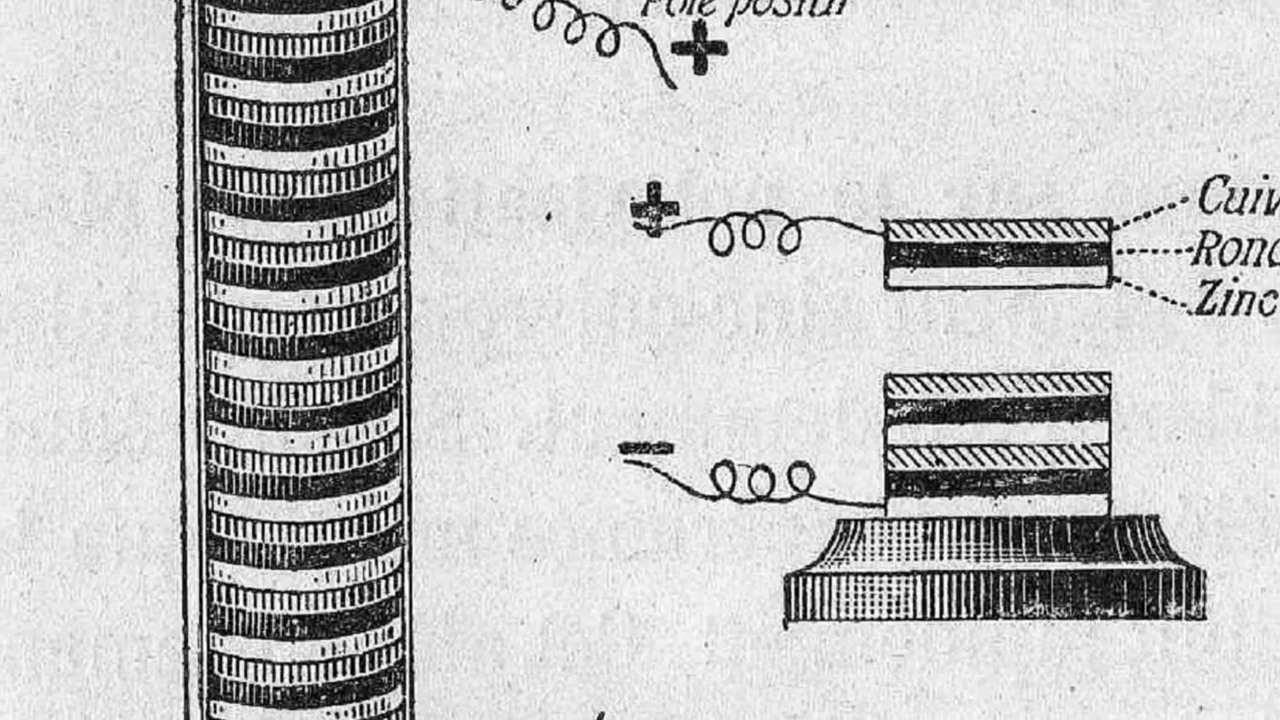 Pôle positif
+
+
Cuiv
Rond
Zinc
−